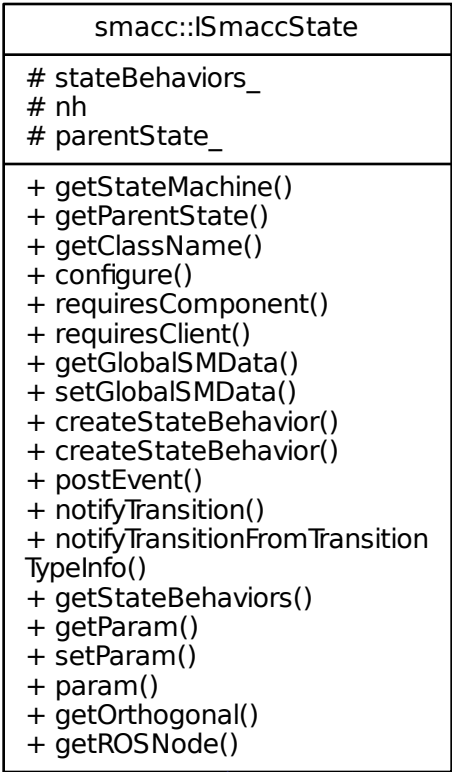 smacc::ISmaccState
# stateBehaviors_
# nh
# parentState_
+ getStateMachine()
+ getParentState()
+ getClassName()
+ configure()
+ requiresComponent()
+ requiresClient()
+ getGlobalSMData()
+ setGlobalSMData()
+ createStateBehavior()
+ createStateBehavior()
+ postEvent()
+ notifyTransition()
+ notifyTransitionFromTransition
TypeInfo()
+ getStateBehaviors()
+ getParam()
+ setParam()
+ param()
+ getOrthogonal()
+ getROSNode()